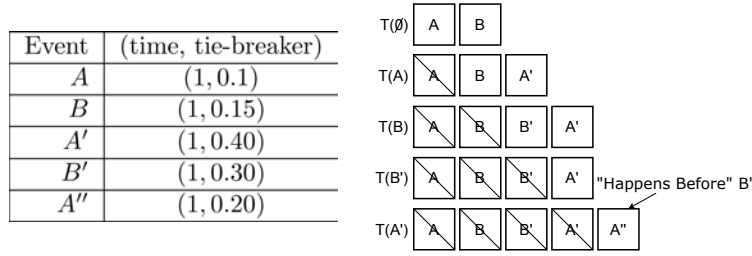 Event (time, tie-breaker)
A (1, 0.1)
B (1, 0.15)
A′ (1, 0.40)
B′ (1, 0.30)
A′′ (1, 0.20)
T(Ø) A B
T(A) A B A'
T(B) A B B' A'
T(B') A B B' A'
"Happens Before" B'
T(A') A B B' A' A"